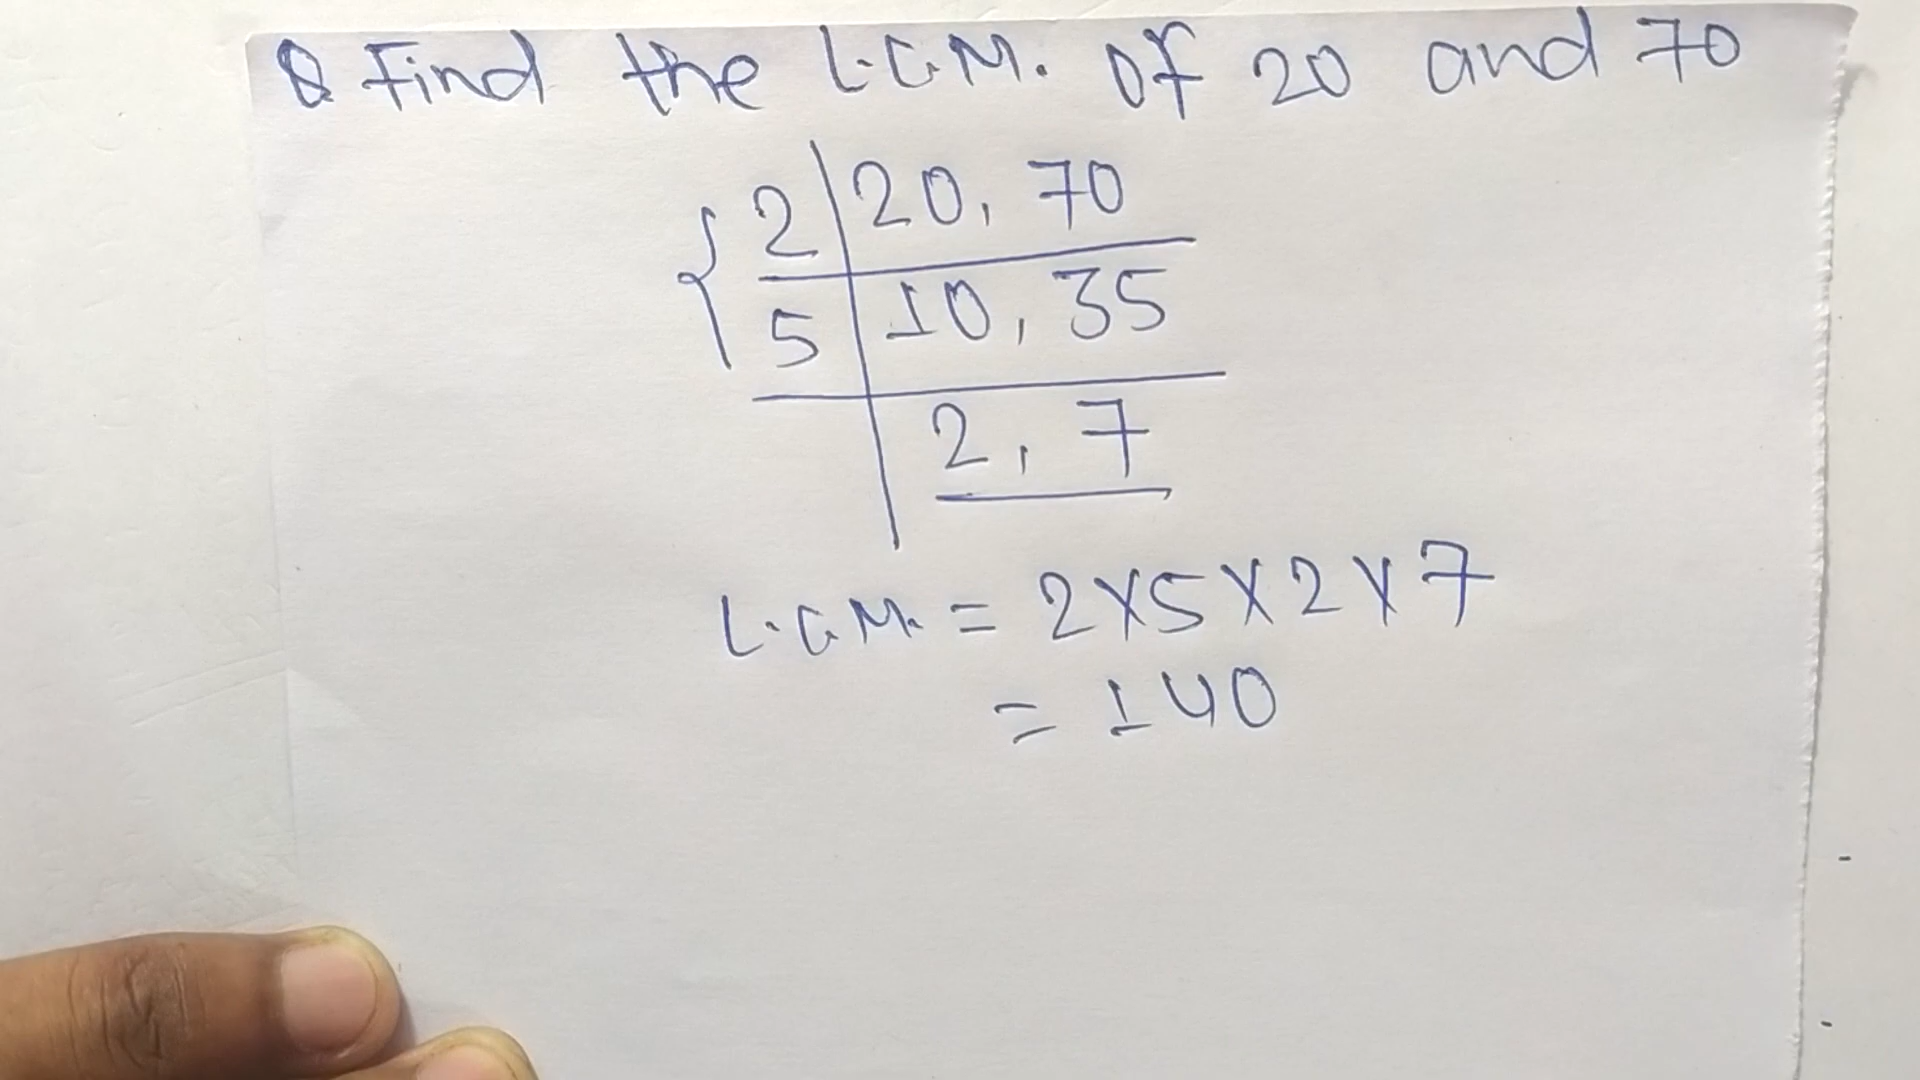 Q Find the L.C.M. of 20 and 70
2 20, 70
5 10, 35
2, 7
L.C.M. = 2×5×2×7
= 140